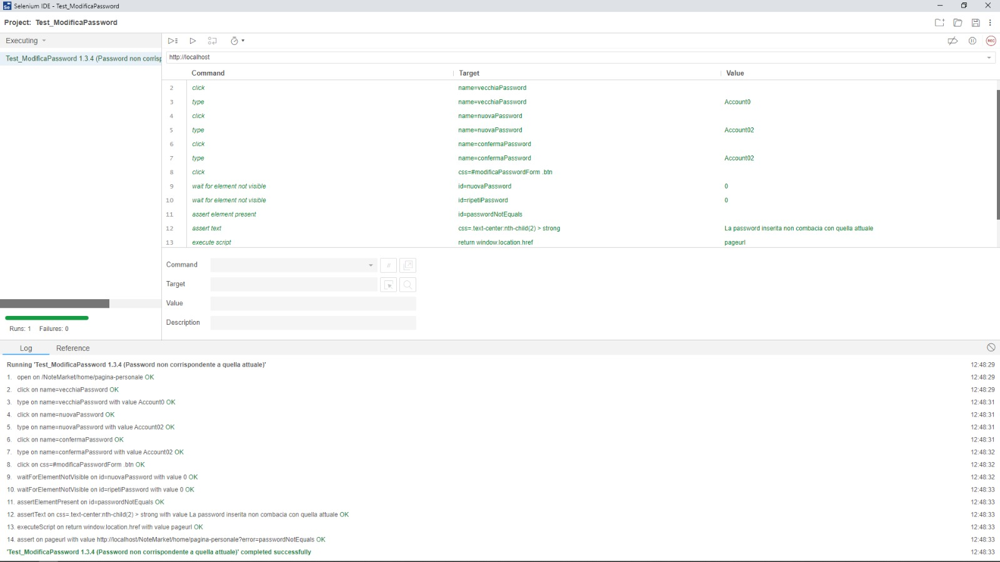 Selenium IDE - Test_ModificaPassword
Project: Test_ModificaPassword
Executing
REC
Test_ModificaPassword 1.3.4 (Password non corrisp
http://localhost
Command Target Value
2 click name=vecchiaPassword
3 type name=vecchiaPassword Account0
4 click name=nuovaPassword
5 type name=nuovaPassword Account02
6 click name=confermaPassword
7 type name=confermaPassword Account02
8 click css=#modificaPasswordForm .btn
9 wait for element not visible id=nuovaPassword 0
10 wait for element not visible id=ripetiPassword 0
11 assert element present id=passwordNotEquals
12 assert text css=.text-center:nth-child(2) > strong La password inserita non combacia con quella attuale
13 execute script return window.location.href pageurl
Command //
Target
Value
Description
Runs: 1 Failures: 0
Log Reference
Running 'Test_ModificaPassword 1.3.4 (Password non corrispondente a quella attuale)' 12:48:29
1. open on /NoteMarket/home/pagina-personale OK 12:48:29
2. click on name=vecchiaPassword OK 12:48:29
3. type on name=vecchiaPassword with value Account0 OK 12:48:31
4. click on name=nuovaPassword OK 12:48:31
5. type on name=nuovaPassword with value Account02 OK 12:48:31
6. click on name=confermaPassword OK 12:48:31
7. type on name=confermaPassword with value Account02 OK 12:48:32
8. click on css=#modificaPasswordForm .btn OK 12:48:32
9. waitForElementNotVisible on id=nuovaPassword with value 0 OK 12:48:32
10. waitForElementNotVisible on id=ripetiPassword with value 0 OK 12:48:33
11. assertElementPresent on id=passwordNotEquals OK 12:48:33
12. assertText on css=.text-center:nth-child(2) > strong with value La password inserita non combacia con quella attuale OK 12:48:33
13. executeScript on return window.location.href with value pageurl OK 12:48:33
14. assert on pageurl with value http://localhost/NoteMarket/home/pagina-personale?error=passwordNotEquals OK 12:48:33
'Test_ModificaPassword 1.3.4 (Password non corrispondente a quella attuale)' completed successfully 12:48:33